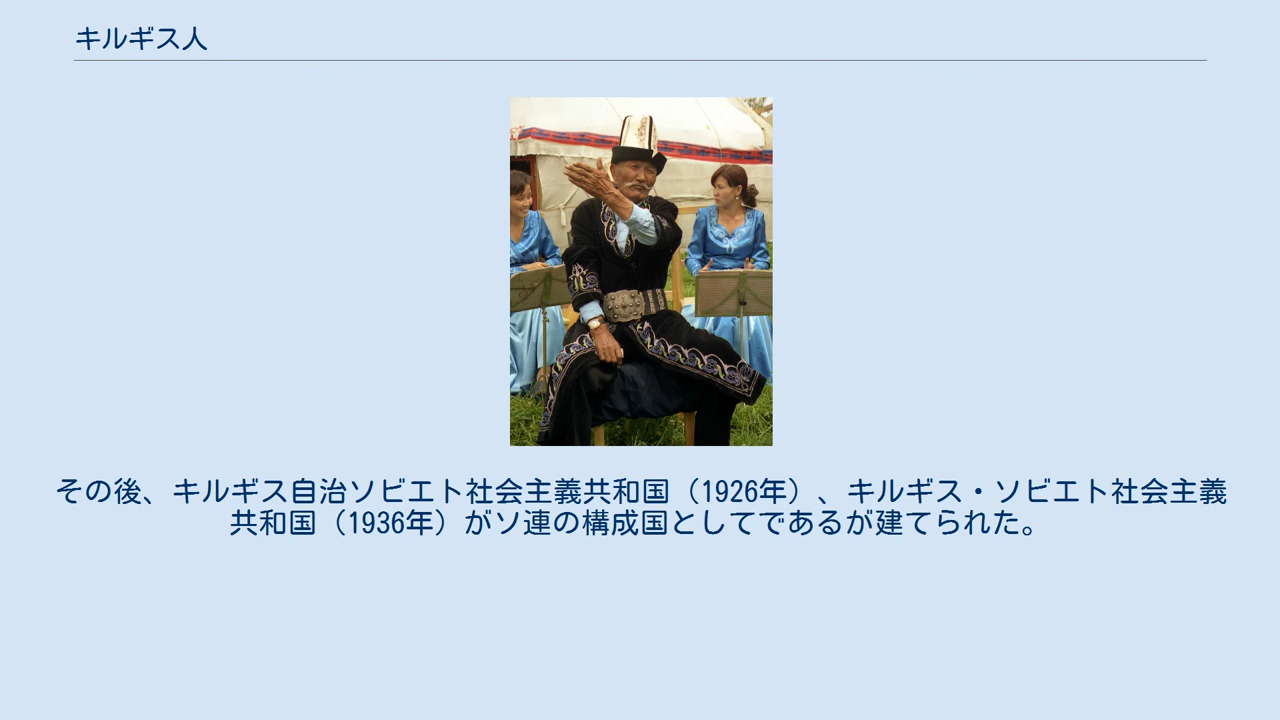 キルギス人
その後、キルギス自治ソビエト社会主義共和国（1926年）、キルギス・ソビエト社会主義
共和国（1936年）がソ連の構成国としてであるが建てられた。